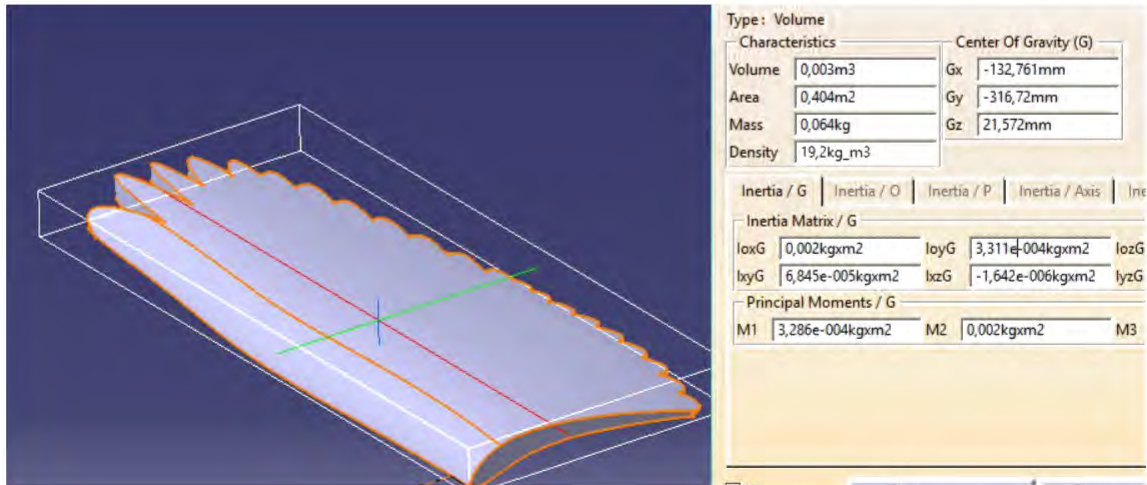 Type : Volume
Characteristics Center Of Gravity (G)
Volume 0,003m3 Gx -132,761mm
Area 0,404m2 Gy -316,72mm
Mass 0,064kg Gz 21,572mm
Density 19,2kg_m3
Inertia / G Inertia / O Inertia / P Inertia / Axis Ine
Inertia Matrix / G
IoxG 0,002kgxm2 IoyG 3,311e-004kgxm2 IozG
IxyG 6,845e-005kgxm2 IxzG -1,642e-006kgxm2 IyzG
Principal Moments / G
M1 3,286e-004kgxm2 M2 0,002kgxm2 M3